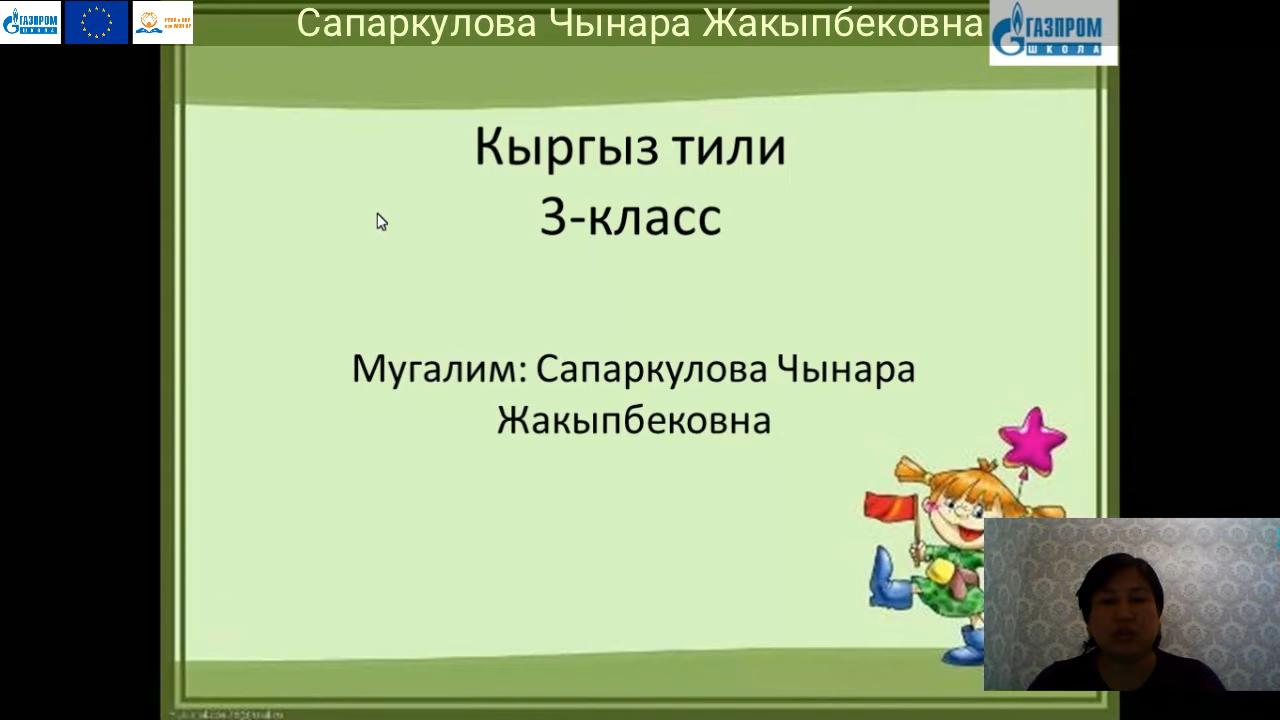 ГАЗПРОМ
ШКОЛА
Сапаркулова Чынара Жакыпбековна
ГАЗПРОМ
ШКОЛА
Кыргыз тили
3-класс
Мугалим: Сапаркулова Чынара
Жакыпбековна